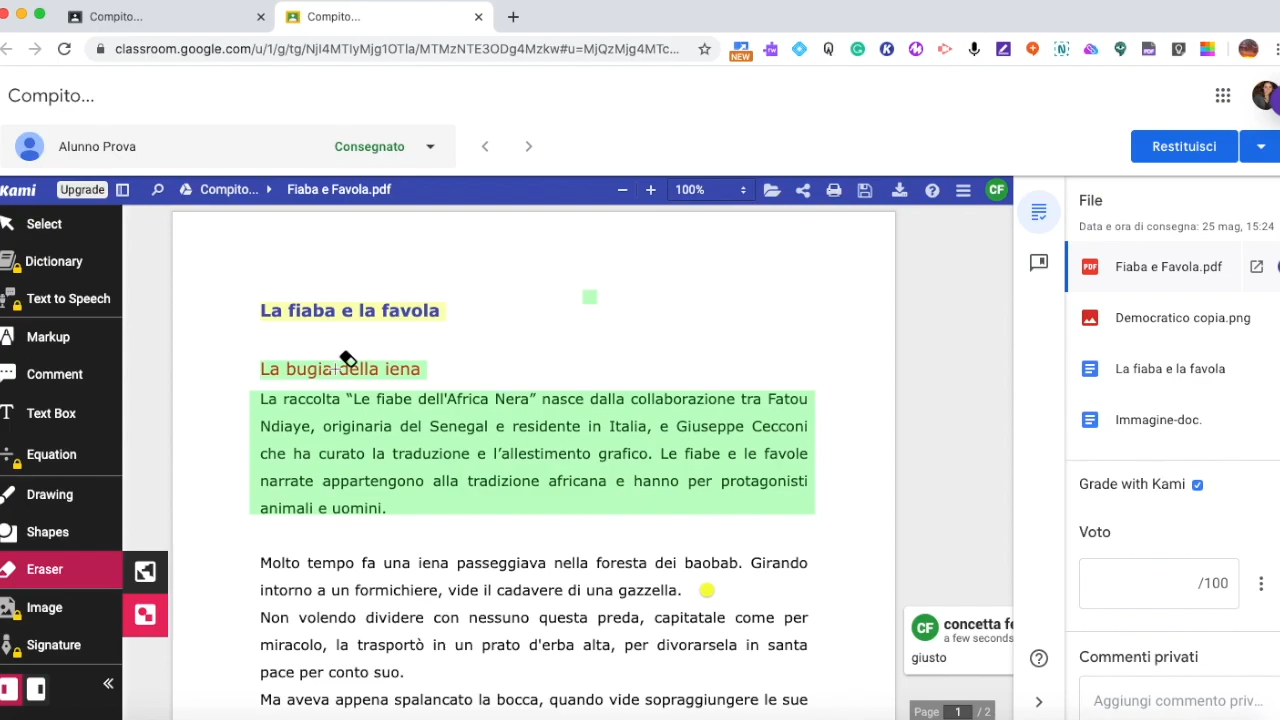 Compito...
Compito...
classroom.google.com/u/1/g/tg/NjI4MTIyMjg1OTIa/MTMzNTE3ODg4Mzkw#u=MjQzMjg4MTc...
NEW
Compito...
Alunno Prova
Consegnato
Restituisci
Kami
Upgrade
Compito...
Fiaba e Favola.pdf
100%
CF
Select
Dictionary
Text to Speech
Markup
Comment
Text Box
Equation
Drawing
Shapes
Eraser
Image
Signature
La fiaba e la favola
La bugia della iena
La raccolta “Le fiabe dell'Africa Nera” nasce dalla collaborazione tra Fatou
Ndiaye, originaria del Senegal e residente in Italia, e Giuseppe Cecconi
che ha curato la traduzione e l’allestimento grafico. Le fiabe e le favole
narrate appartengono alla tradizione africana e hanno per protagonisti
animali e uomini.
Molto tempo fa una iena passeggiava nella foresta dei baobab. Girando
intorno a un formichiere, vide il cadavere di una gazzella.
Non volendo dividere con nessuno questa preda, capitatale come per
miracolo, la trasportò in un prato d'erba alta, per divorarsela in santa
pace per conto suo.
Ma aveva appena spalancato la bocca, quando vide sopraggiungere le sue
CF
concetta fe
a few seconds
giusto
Page 1 / 2
File
Data e ora di consegna: 25 mag, 15:24
PDF
Fiaba e Favola.pdf
Democratico copia.png
La fiaba e la favola
Immagine-doc.
Grade with Kami
Voto
/100
Commenti privati
Aggiungi commento priv...